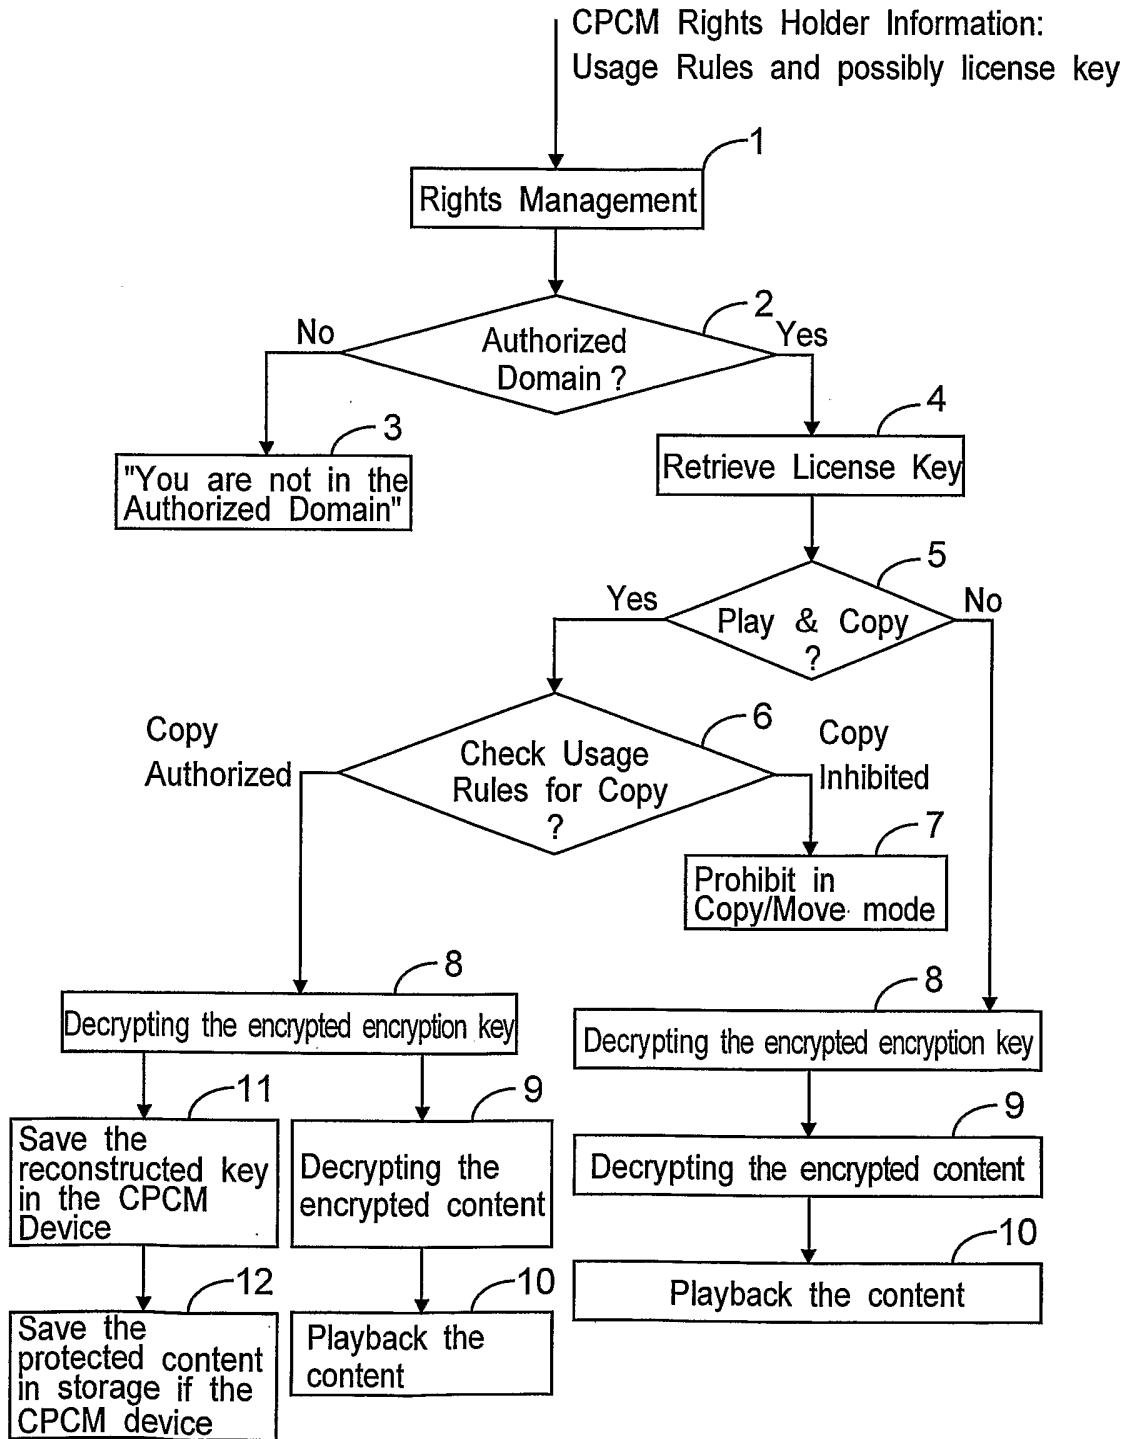 CPCM Rights Holder Information:
Usage Rules and possibly license key
1
Rights Management
2
No
Yes
Authorized
Domain ?
3
4
"You are not in the
Authorized Domain"
Retrieve License Key
5
Yes
No
Play & Copy
?
6
Copy
Authorized
Check Usage
Rules for Copy
?
Copy
Inhibited
7
Prohibit in
Copy/Move mode
8
Decrypting the encrypted encryption key
8
Decrypting the encrypted encryption key
11
Save the
reconstructed key
in the CPCM
Device
9
Decrypting the
encrypted content
9
Decrypting the encrypted content
12
Save the
protected content
in storage if the
CPCM device
10
Playback the
content
10
Playback the content